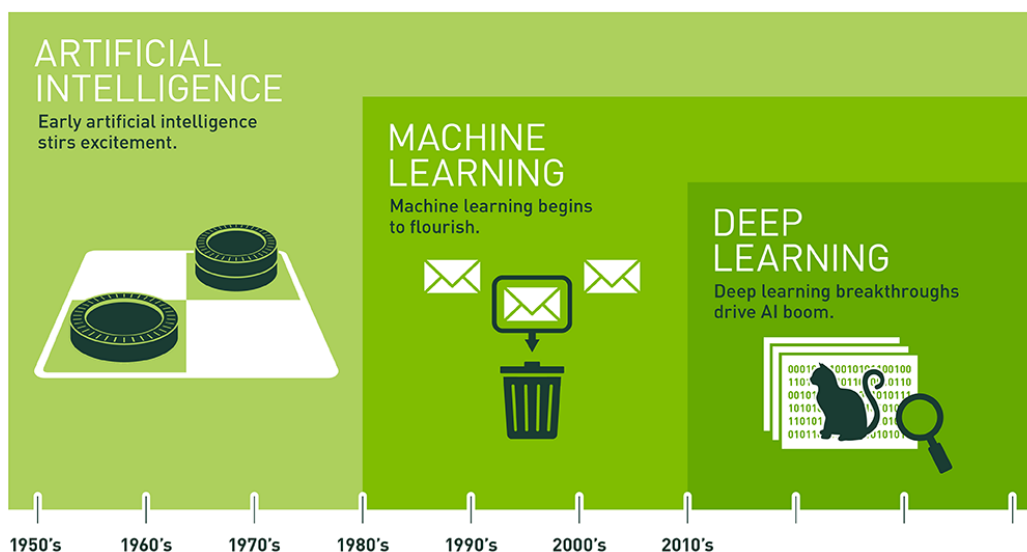 ARTIFICIAL
INTELLIGENCE
Early artificial intelligence
stirs excitement.
MACHINE
LEARNING
Machine learning begins
to flourish.
DEEP
LEARNING
Deep learning breakthroughs
drive AI boom.
1950's 1960's 1970's 1980's 1990's 2000's 2010's